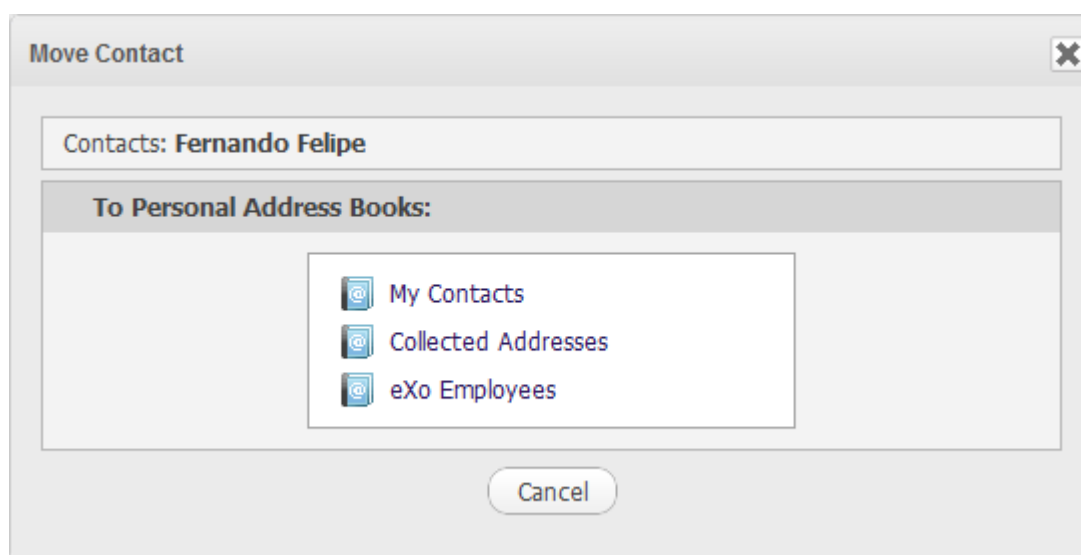 Move Contact
Contacts: Fernando Felipe
To Personal Address Books:
My Contacts
Collected Addresses
eXo Employees
Cancel